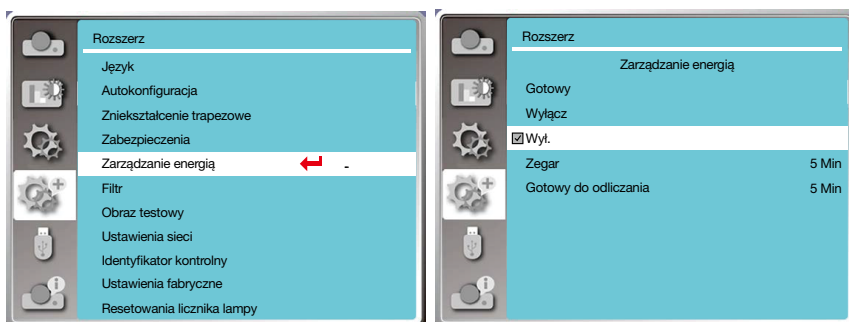 Rozszerz
Język
Autokonfiguracja
Zniekształcenie trapezowe
Zabezpieczenia
Zarządzanie energią -
Filtr
Obraz testowy
Ustawienia sieci
Identyfikator kontrolny
Ustawienia fabryczne
Resetowania licznika lampy
Rozszerz
Zarządzanie energią
Gotowy
Wyłącz
Wył.
Zegar 5 Min
Gotowy do odliczania 5 Min